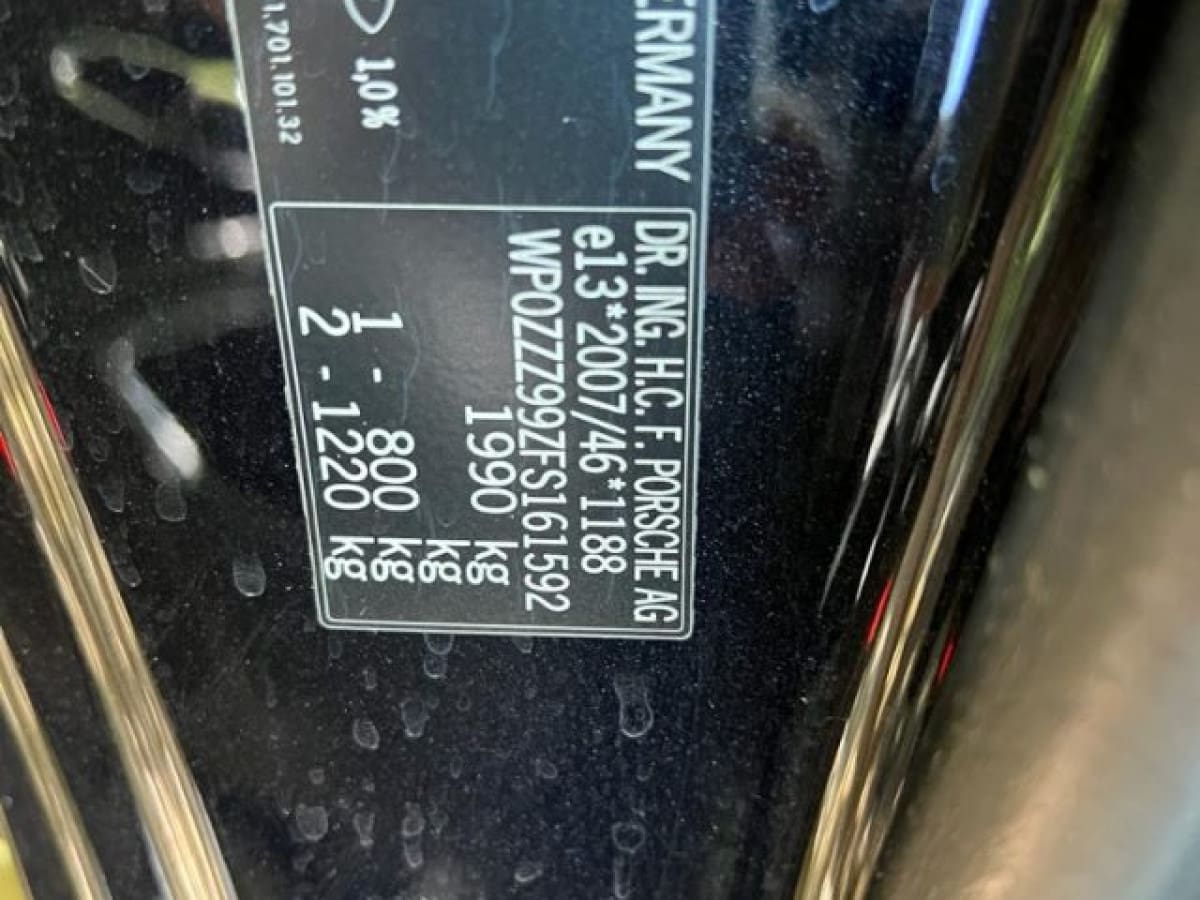 ERMANY
1,0%
1.701.101.32
DR. ING. H.C. F. PORSCHE AG
e13*2007/46*1188
WP0ZZZ99ZFS161592
1990 kg
kg
1 - 800 kg
2 - 1220 kg